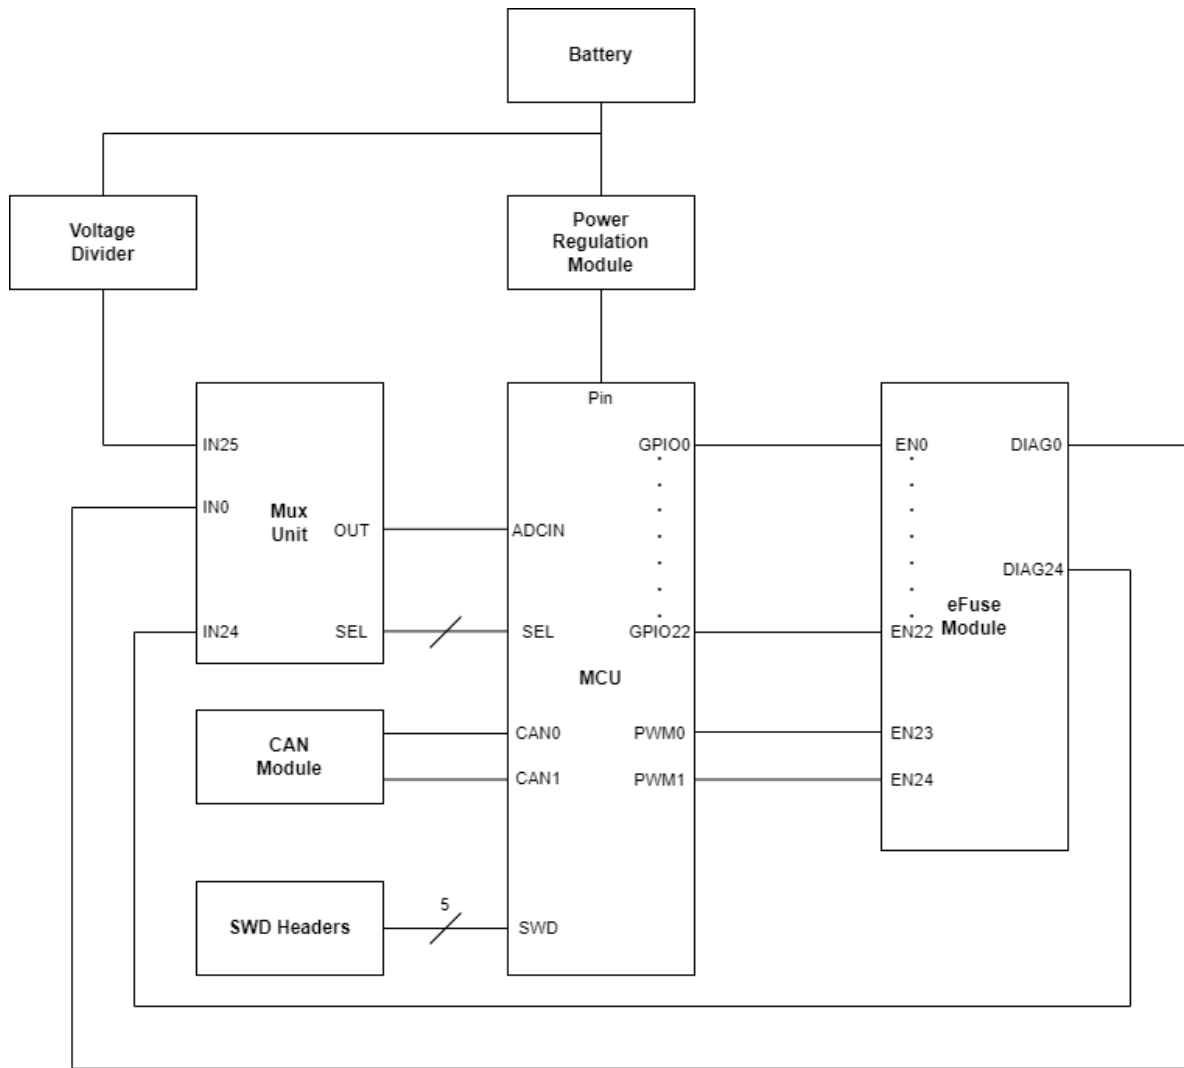 Battery
Voltage
Divider
Power
Regulation
Module
Pin
IN25
IN0
Mux
Unit
OUT
IN24
SEL
ADCIN
SEL
GPIO0
GPIO22
MCU
CAN0
CAN1
PWM0
PWM1
SWD
EN0
DIAG0
DIAG24
eFuse
Module
EN22
EN23
EN24
CAN
Module
SWD Headers
5